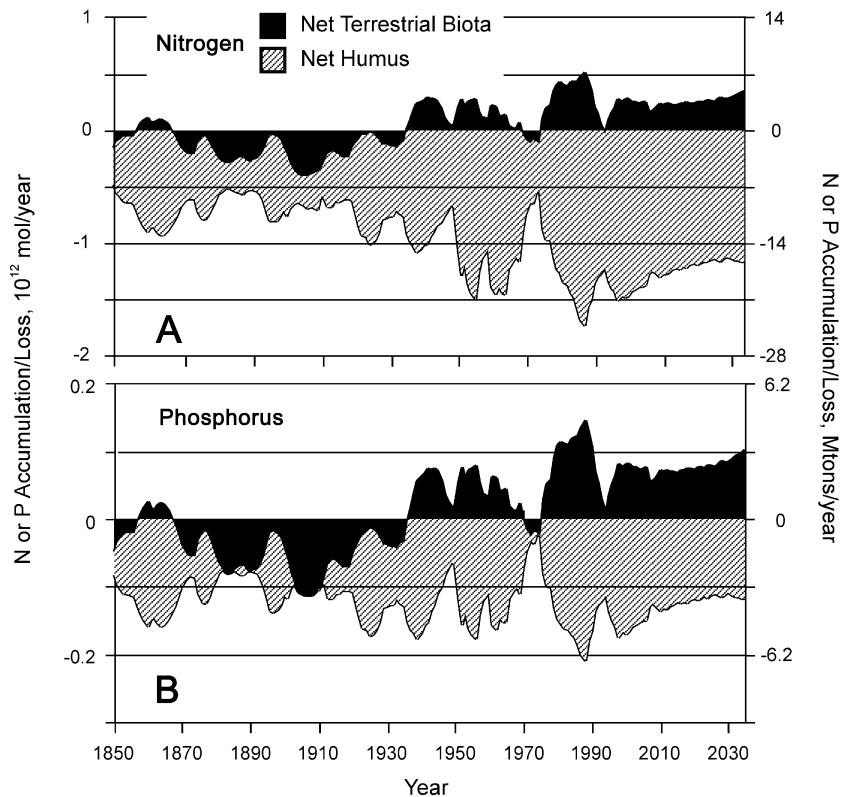 1
14
Nitrogen
Net Terrestrial Biota
Net Humus
0
0
-1
-14
A
-2
-28
N or P Accumulation/Loss, 10¹² mol/year
N or P Accumulation/Loss, Mtons/year
0.2
6.2
Phosphorus
0
0
-0.2
-6.2
B
1850 1870 1890 1910 1930 1950 1970 1990 2010 2030
Year